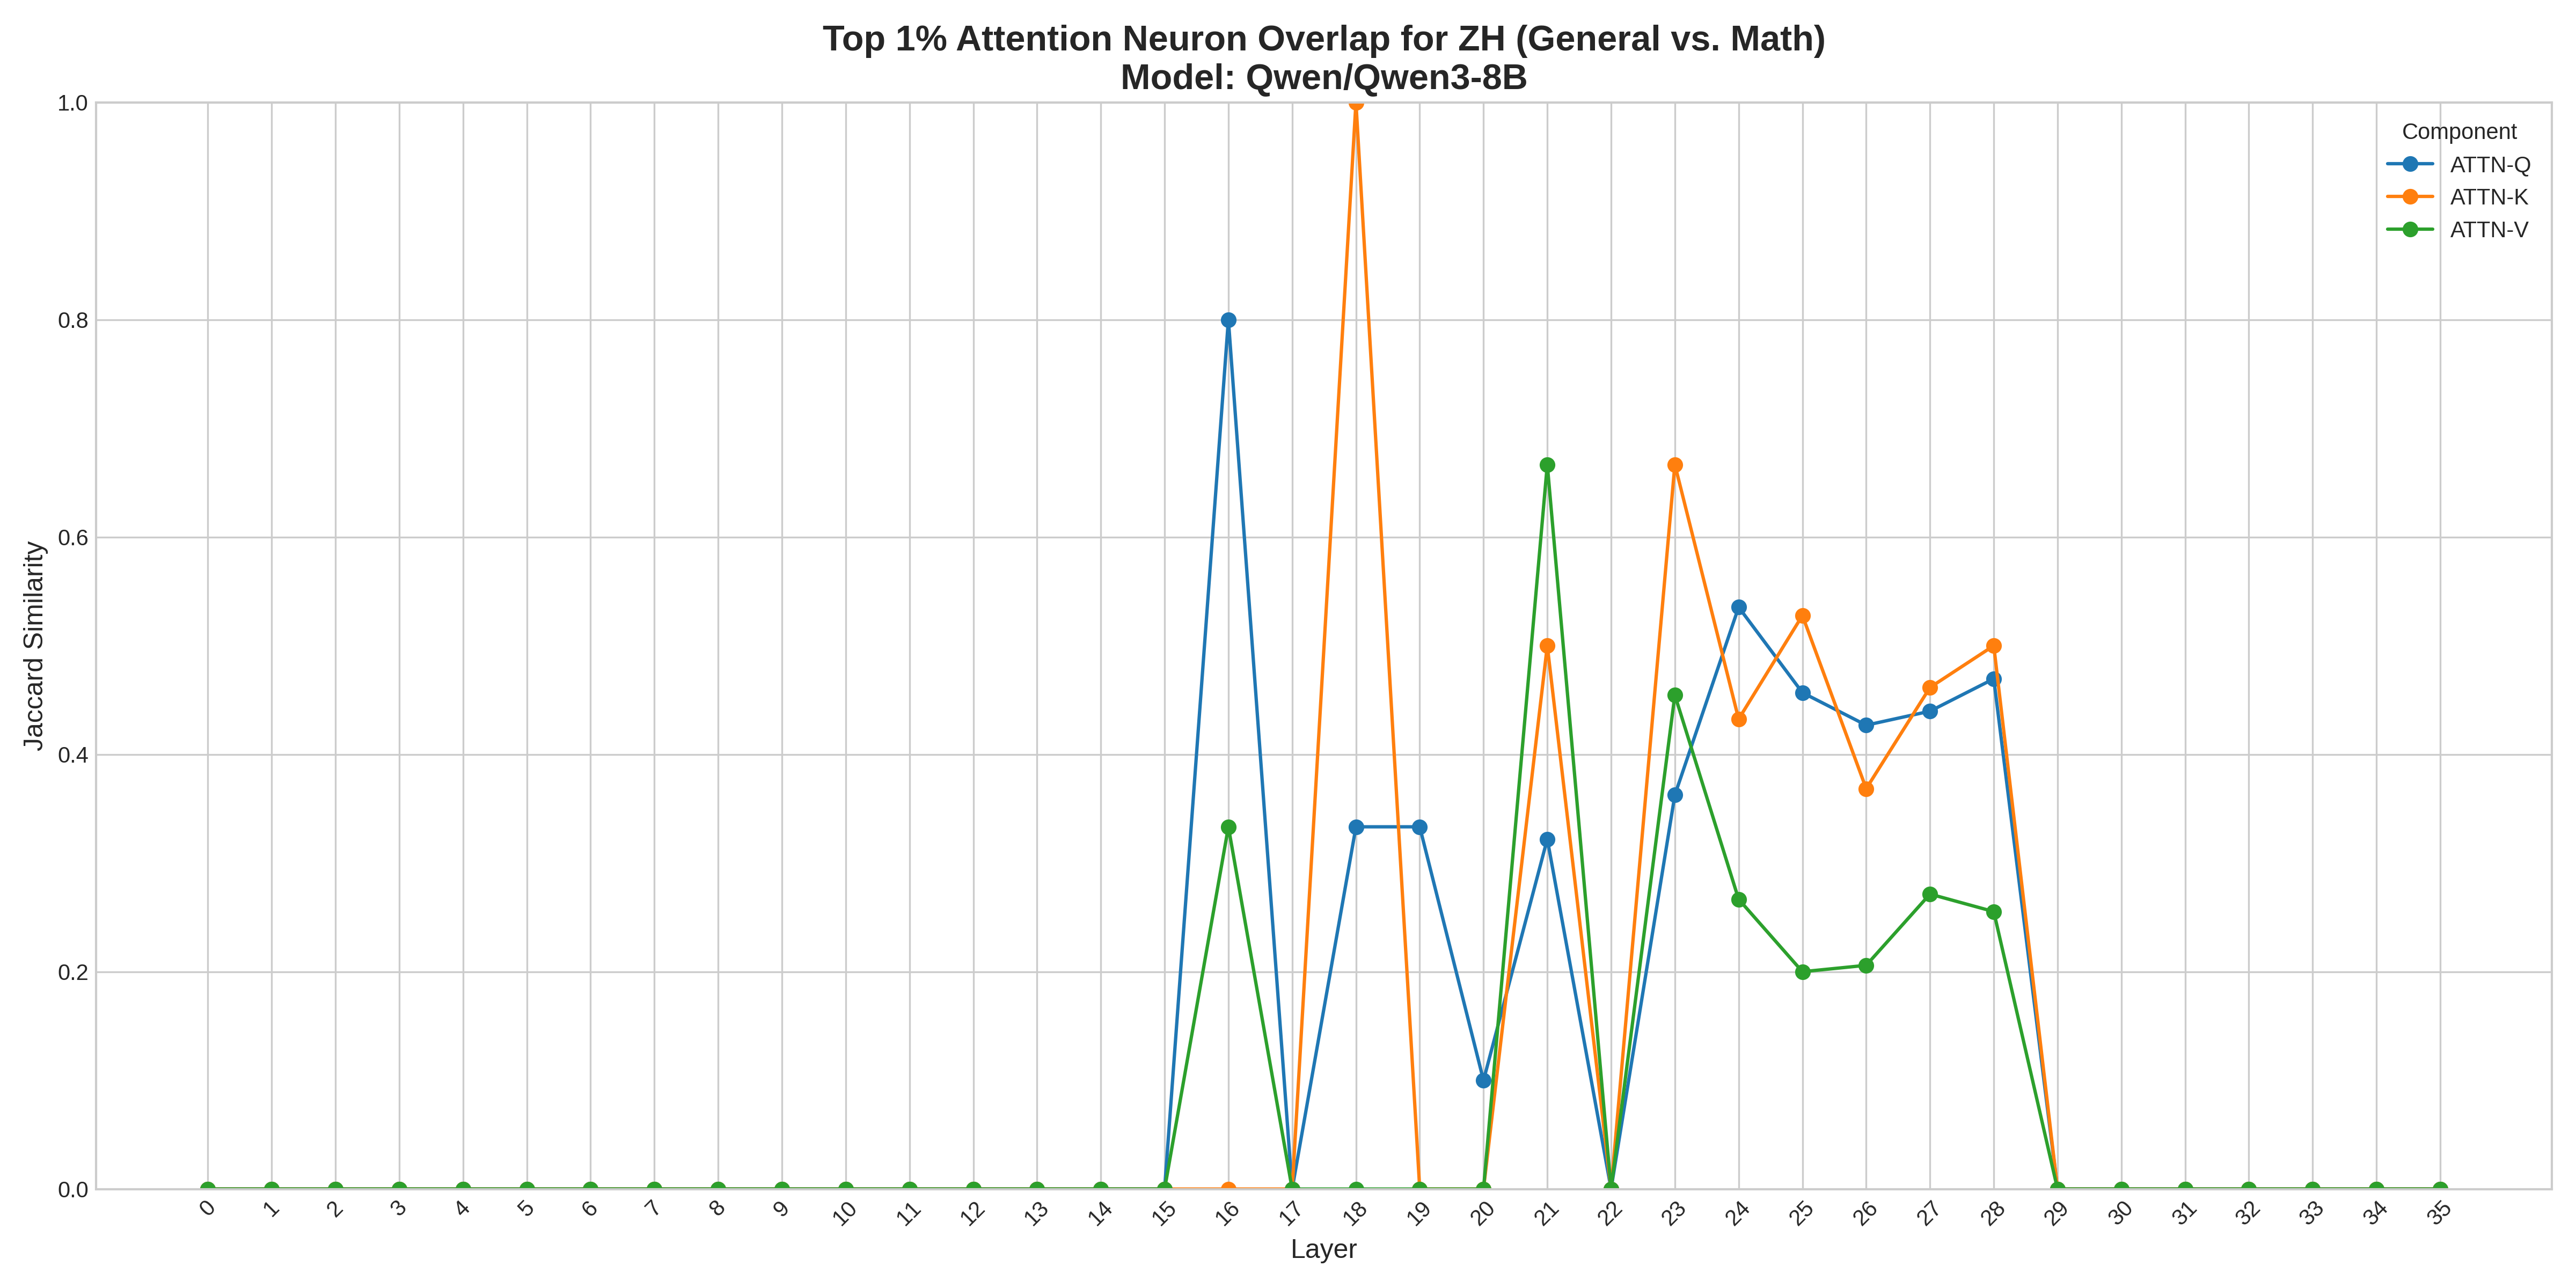 Top 1% Attention Neuron Overlap for ZH (General vs. Math)
Model: Qwen/Qwen3-8B
Component
ATTN-Q
ATTN-K
ATTN-V
Jaccard Similarity
1.0
0.8
0.6
0.4
0.2
0.0
0 1 2 3 4 5 6 7 8 9 10 11 12 13 14 15 16 17 18 19 20 21 22 23 24 25 26 27 28 29 30 31 32 33 34 35
Layer